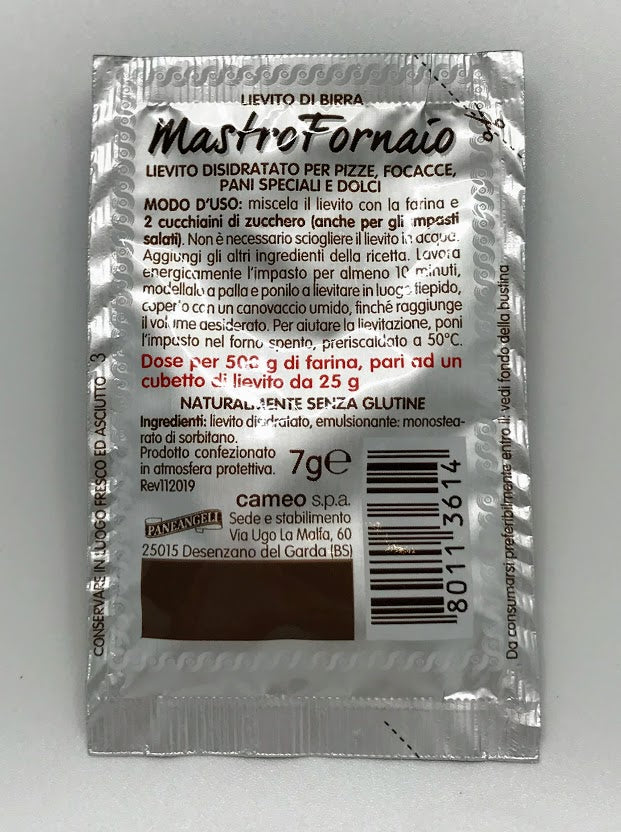 LIEVITO DI BIRRA
MastroFornaio
LIEVITO DISIDRATATO PER PIZZE, FOCACCE,
PANI SPECIALI E DOLCI
MODO D'USO: miscela il lievito con la farina e
2 cucchiaini di zucchero (anche per gli impasti
salati). Non è necessario sciogliere il lievito in acqua.
Aggiungi gli altri ingredienti della ricetta. Lavora
energicamente l'impasto per almeno 10 minuti,
modellalo a palla e ponilo a lievitare in luogo tiepido,
coperto con un canovaccio umido, finché raggiunge
il volume desiderato. Per aiutare la lievitazione, poni
l'impasto nel forno spento, preriscaldato a 50°C.
Dose per 500 g di farina, pari ad un
cubetto di lievito da 25 g
NATURALMENTE SENZA GLUTINE
Ingredienti: lievito disidratato, emulsionante: monostea-
rato di sorbitano.
Prodotto confezionato
in atmosfera protettiva.
Rev112019
7g℮
cameo s.p.a.
PANEANGELI
Sede e stabilimento
Via Ugo La Malfa, 60
25015 Desenzano del Garda (BS)
8011 3614
CONSERVARE IN LUOGO FRESCO ED ASCIUTTO 3
Da consumarsi preferibilmente entro il: vedi fondo della bustina